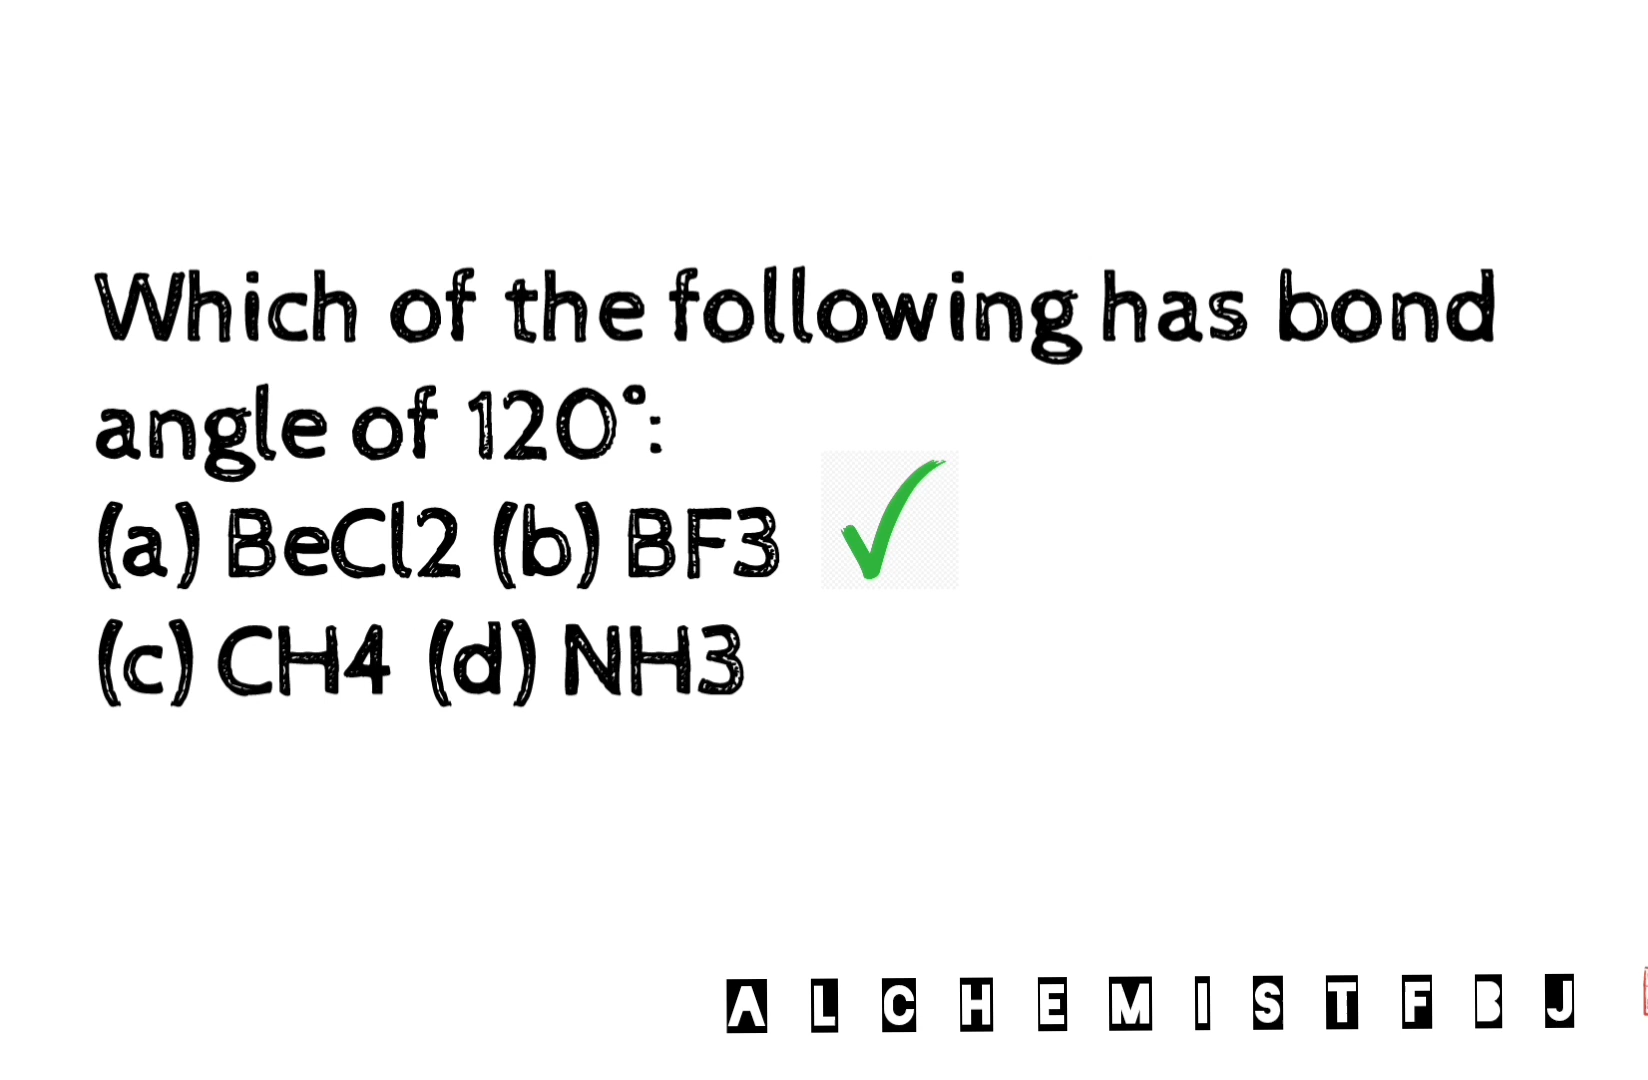 Which of the following has bond
angle of 120°:
(a) BeCl2 (b) BF3
(c) CH4 (d) NH3
A L C H E M I S T F B J